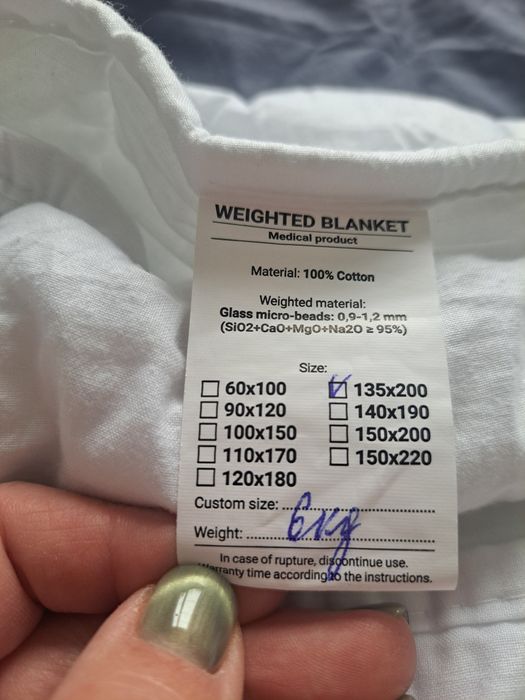 WEIGHTED BLANKET
Medical product
Material: 100% Cotton
Weighted material:
Glass micro-beads: 0,9-1,2 mm
(SiO2+CaO+MgO+Na2O ≥ 95%)
Size:
60x100 135x200
90x120 140x190
100x150 150x200
110x170 150x220
120x180
Custom size:
Weight: 6kg
In case of rupture, discontinue use.
Warranty time according to the instructions.